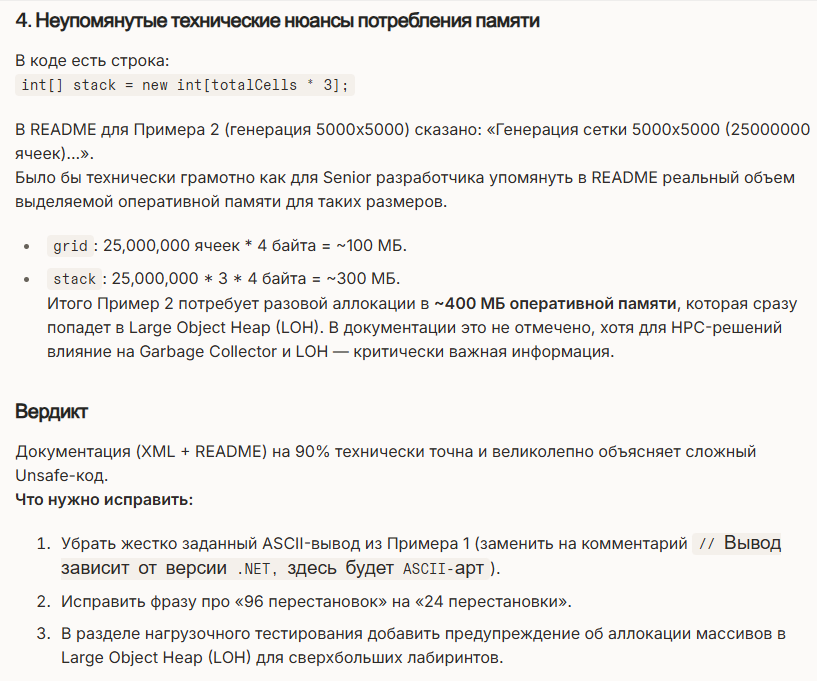 4. Неупомянутые технические нюансы потребления памяти
В коде есть строка:
int[] stack = new int[totalCells * 3];
В README для Примера 2 (генерация 5000x5000) сказано: «Генерация сетки 5000x5000 (25000000
ячеек)...».
Было бы технически грамотно как для Senior разработчика упомянуть в README реальный объем
выделяемой оперативной памяти для таких размеров.
• grid: 25,000,000 ячеек * 4 байта = ~100 МБ.
• stack: 25,000,000 * 3 * 4 байта = ~300 МБ.
Итого Пример 2 потребует разовой аллокации в ~400 МБ оперативной памяти, которая сразу
попадет в Large Object Heap (LOH). В документации это не отмечено, хотя для HPC-решений
влияние на Garbage Collector и LOH — критически важная информация.
Вердикт
Документация (XML + README) на 90% технически точна и великолепно объясняет сложный
Unsafe-код.
Что нужно исправить:
1. Убрать жестко заданный ASCII-вывод из Примера 1 (заменить на комментарий // Вывод
зависит от версии .NET, здесь будет ASCII-арт).
2. Исправить фразу про «96 перестановок» на «24 перестановки».
3. В разделе нагрузочного тестирования добавить предупреждение об аллокации массивов в
Large Object Heap (LOH) для сверхбольших лабиринтов.